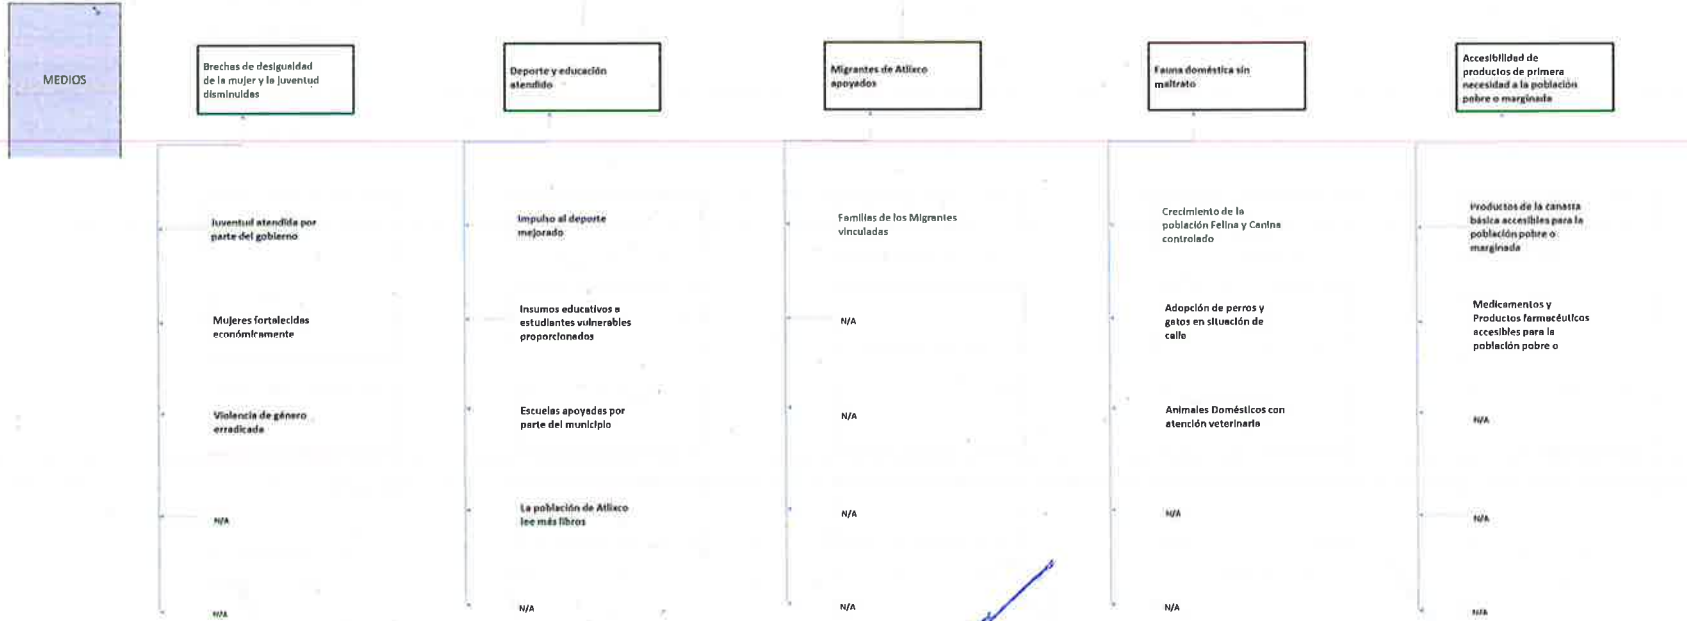 MEDIOS
Brechas de desigualdad
de la mujer y la juventud
disminuidas
Deporte y educación
atendido
Migrantes de Atlixco
apoyados
Fauna doméstica sin
maltrato
Accesibilidad de
productos de primera
necesidad a la población
pobre o marginada
Juventud atendida por
parte del gobierno
Mujeres fortalecidas
económicamente
Violencia de género
erradicada
N/A
N/A
Impulso al deporte
mejorado
Insumos educativos a
estudiantes vulnerables
proporcionados
Escuelas apoyadas por
parte del municipio
La población de Atlixco
lee más libros
N/A
Familias de los Migrantes
vinculadas
N/A
N/A
N/A
N/A
Crecimiento de la
población Felina y Canina
controlado
Adopción de perros y
gatos en situación de
calle
Animales Domésticos con
atención veterinaria
N/A
N/A
Productos de la canasta
básica accesibles para la
población pobre o
marginada
Medicamentos y
Productos farmacéuticos
accesibles para la
población pobre o
N/A
N/A
N/A